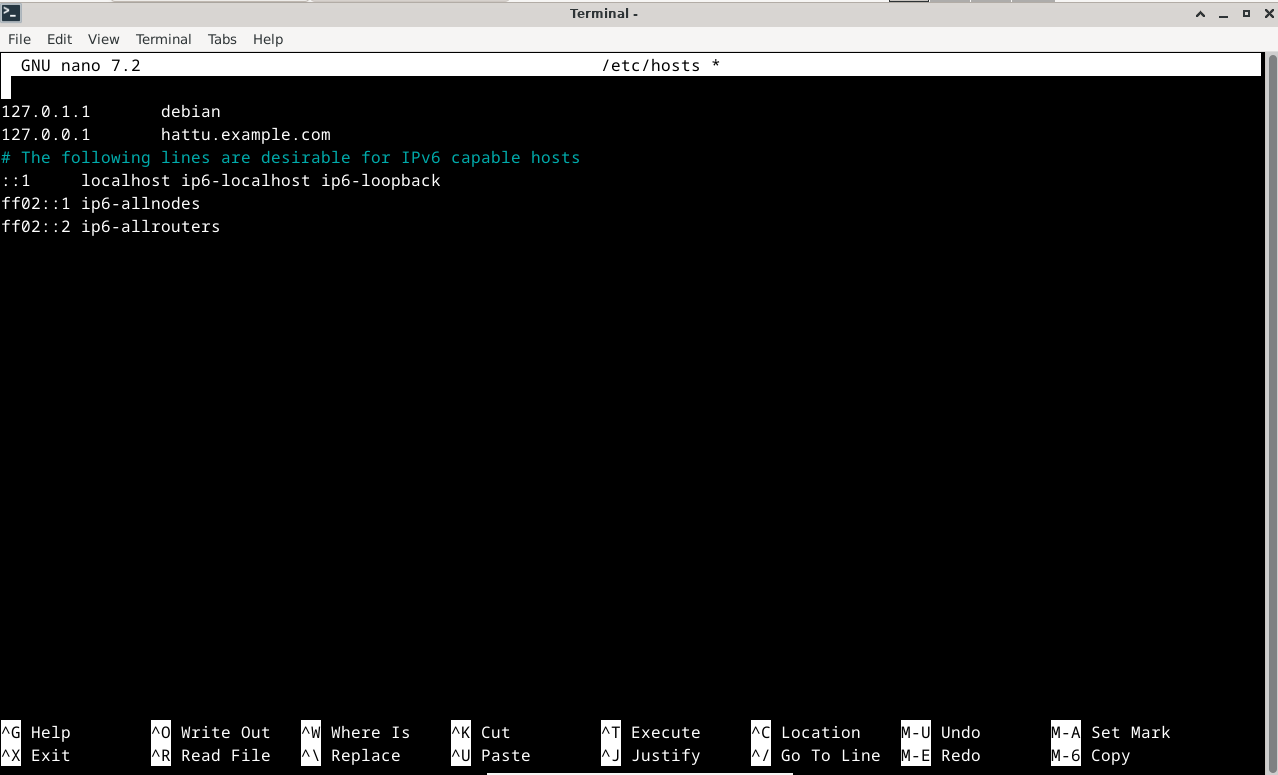 Terminal -
File Edit View Terminal Tabs Help
GNU nano 7.2 /etc/hosts *
127.0.1.1 debian
127.0.0.1 hattu.example.com
# The following lines are desirable for IPv6 capable hosts
::1 localhost ip6-localhost ip6-loopback
ff02::1 ip6-allnodes
ff02::2 ip6-allrouters
^G Help ^O Write Out ^W Where Is ^K Cut ^T Execute ^C Location M-U Undo M-A Set Mark
^X Exit ^R Read File ^\ Replace ^U Paste ^J Justify ^/ Go To Line M-E Redo M-6 Copy